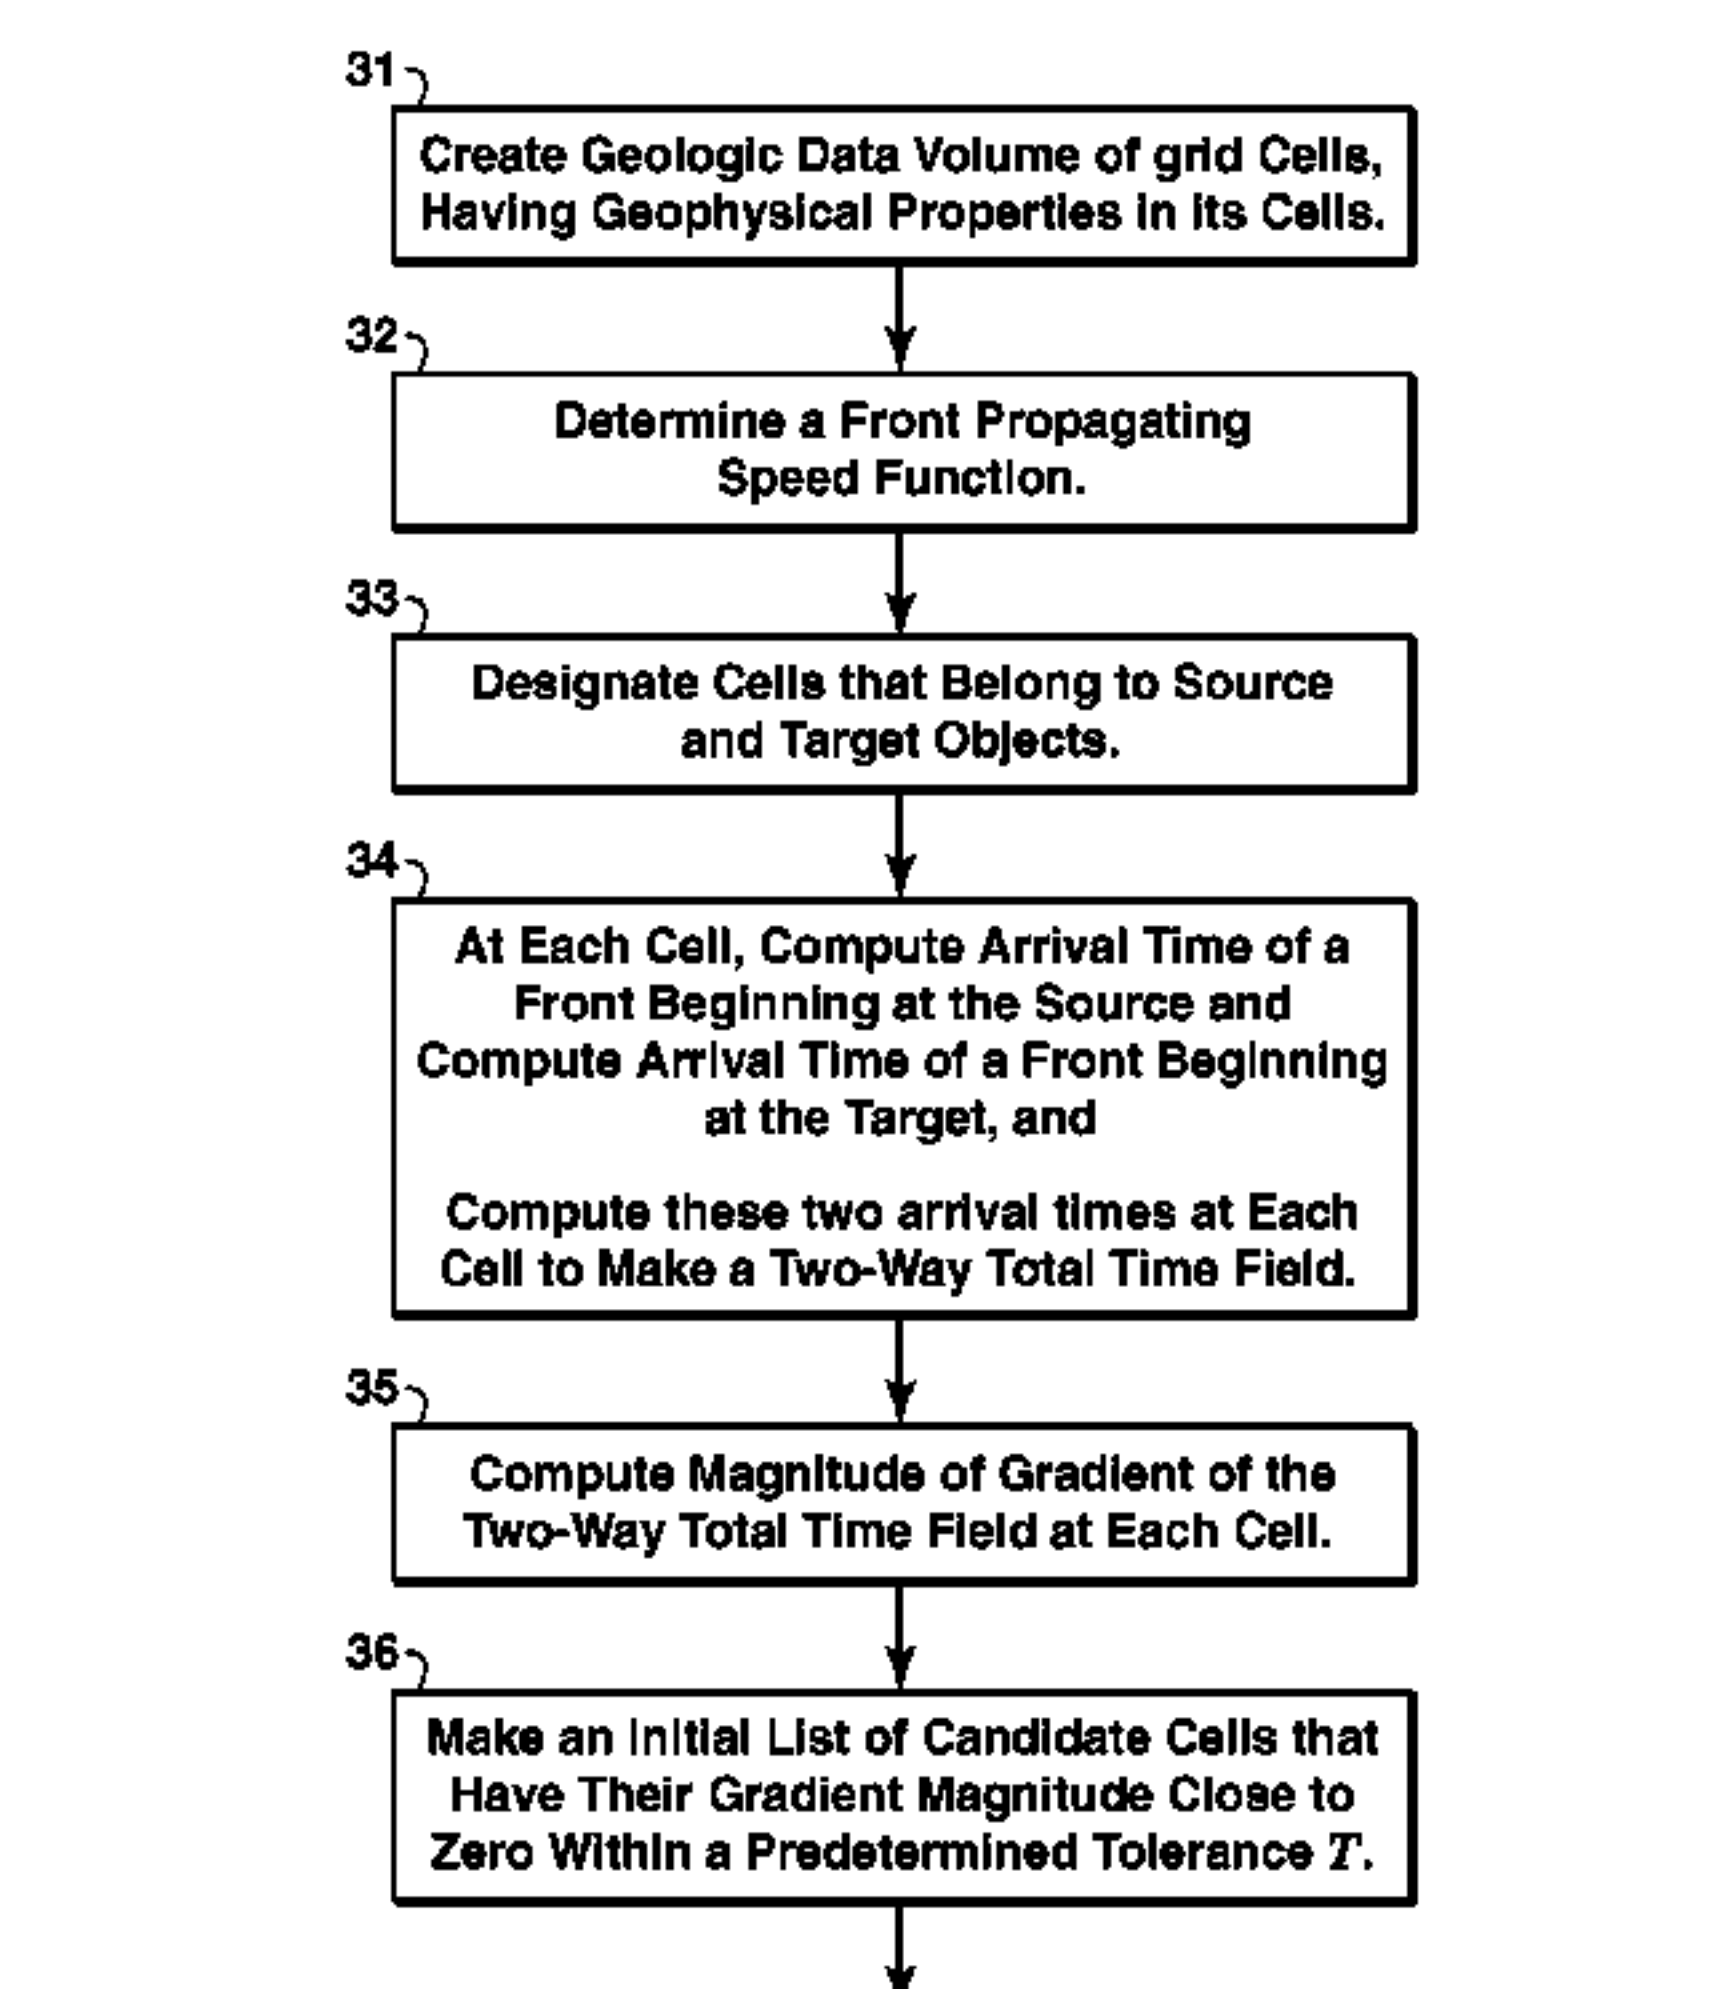 31
Create Geologic Data Volume of grid Cells,
Having Geophysical Properties in its Cells.
32
Determine a Front Propagating
Speed Function.
33
Designate Cells that Belong to Source
and Target Objects.
34
At Each Cell, Compute Arrival Time of a
Front Beginning at the Source and
Compute Arrival Time of a Front Beginning
at the Target, and
Compute these two arrival times at Each
Cell to Make a Two-Way Total Time Field.
35
Compute Magnitude of Gradient of the
Two-Way Total Time Field at Each Cell.
36
Make an Initial List of Candidate Cells that
Have Their Gradient Magnitude Close to
Zero Within a Predetermined Tolerance T.